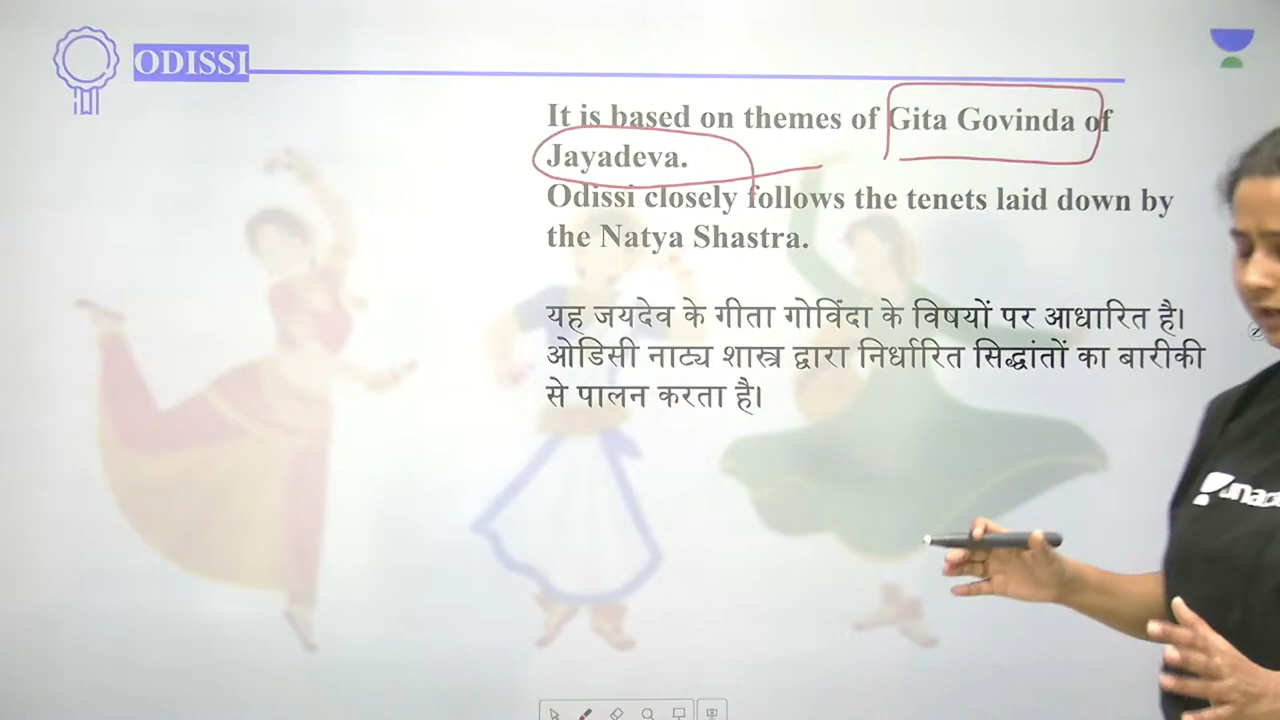 ODISSI
It is based on themes of Gita Govinda of
Jayadeva.
Odissi closely follows the tenets laid down by
the Natya Shastra.
यह जयदेव के गीता गोविंदा के विषयों पर आधारित है।
ओडिसी नाट्य शास्त्र द्वारा निर्धारित सिद्धांतों का बारीकी
से पालन करता है।